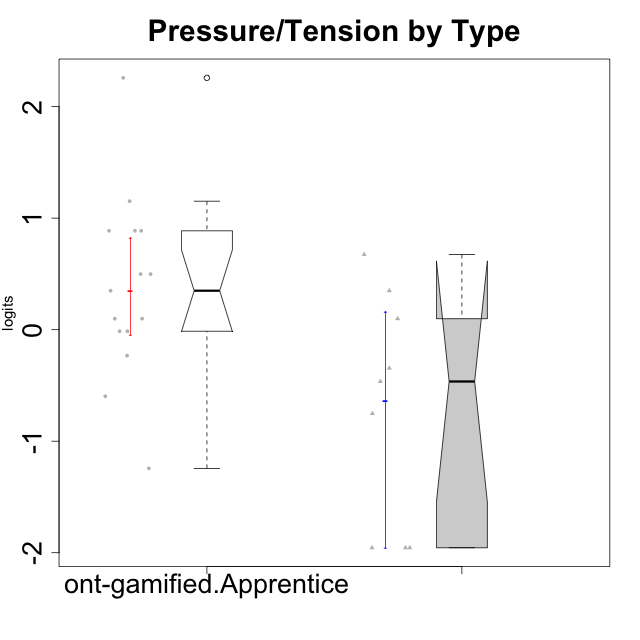 Pressure/Tension by Type
logits
2
1
0
-1
-2
ont-gamified.Apprentice